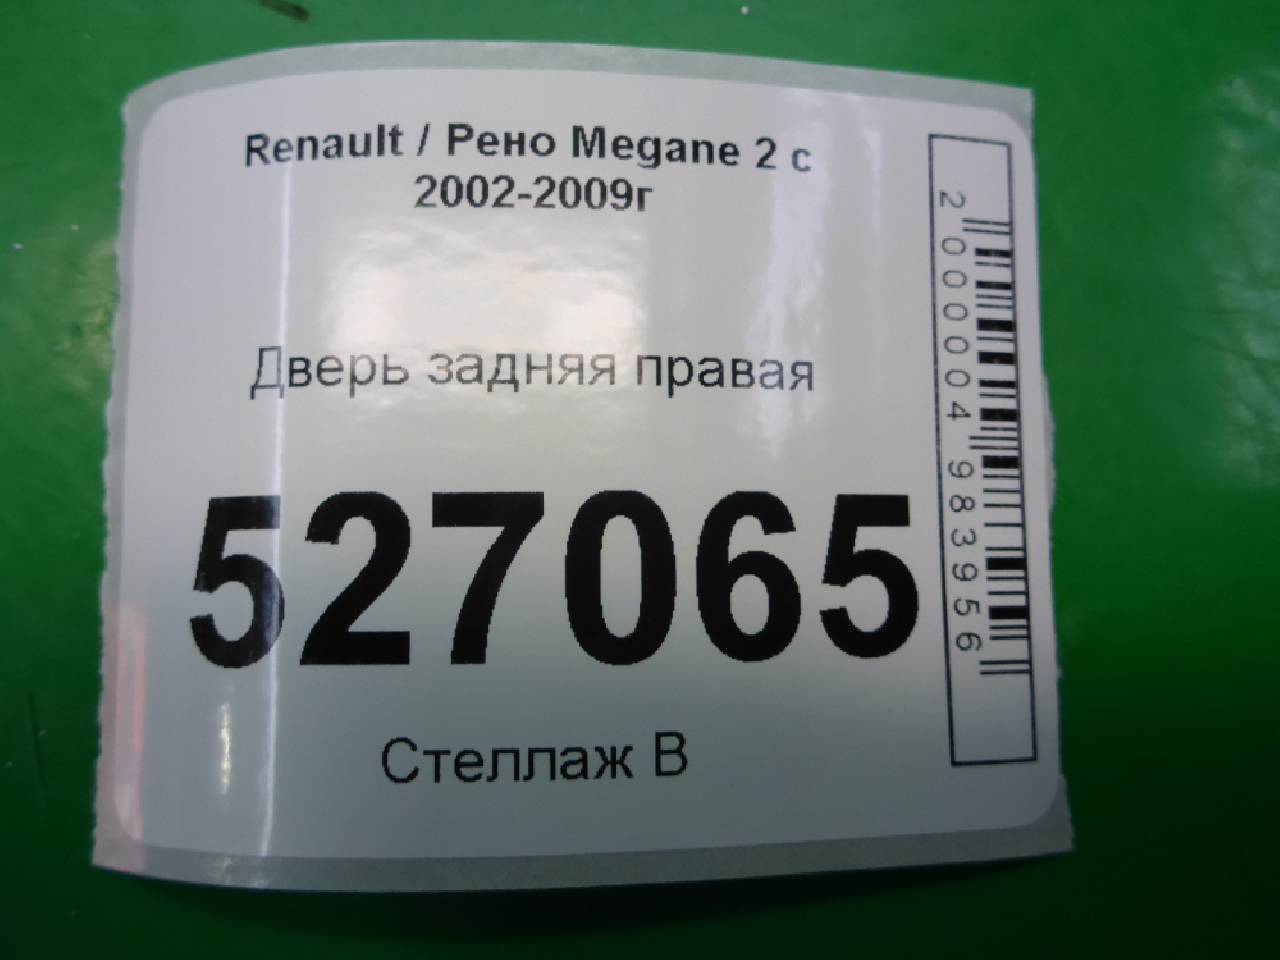 Renault / Рено Megane 2 с
2002-2009г
Дверь задняя правая
527065
Стеллаж В
2000004983956